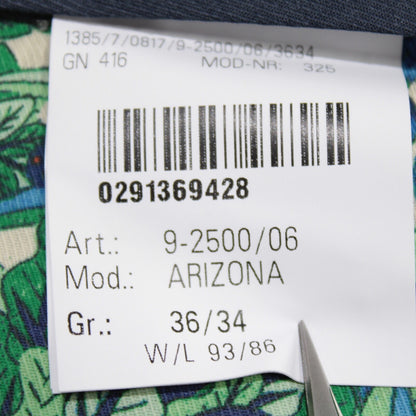 1385/7/0817/9-2500/06/3634
GN 416 MOD-NR: 325
0291369428
Art.: 9-2500/06
Mod.: ARIZONA
Gr.: 36/34
W/L 93/86